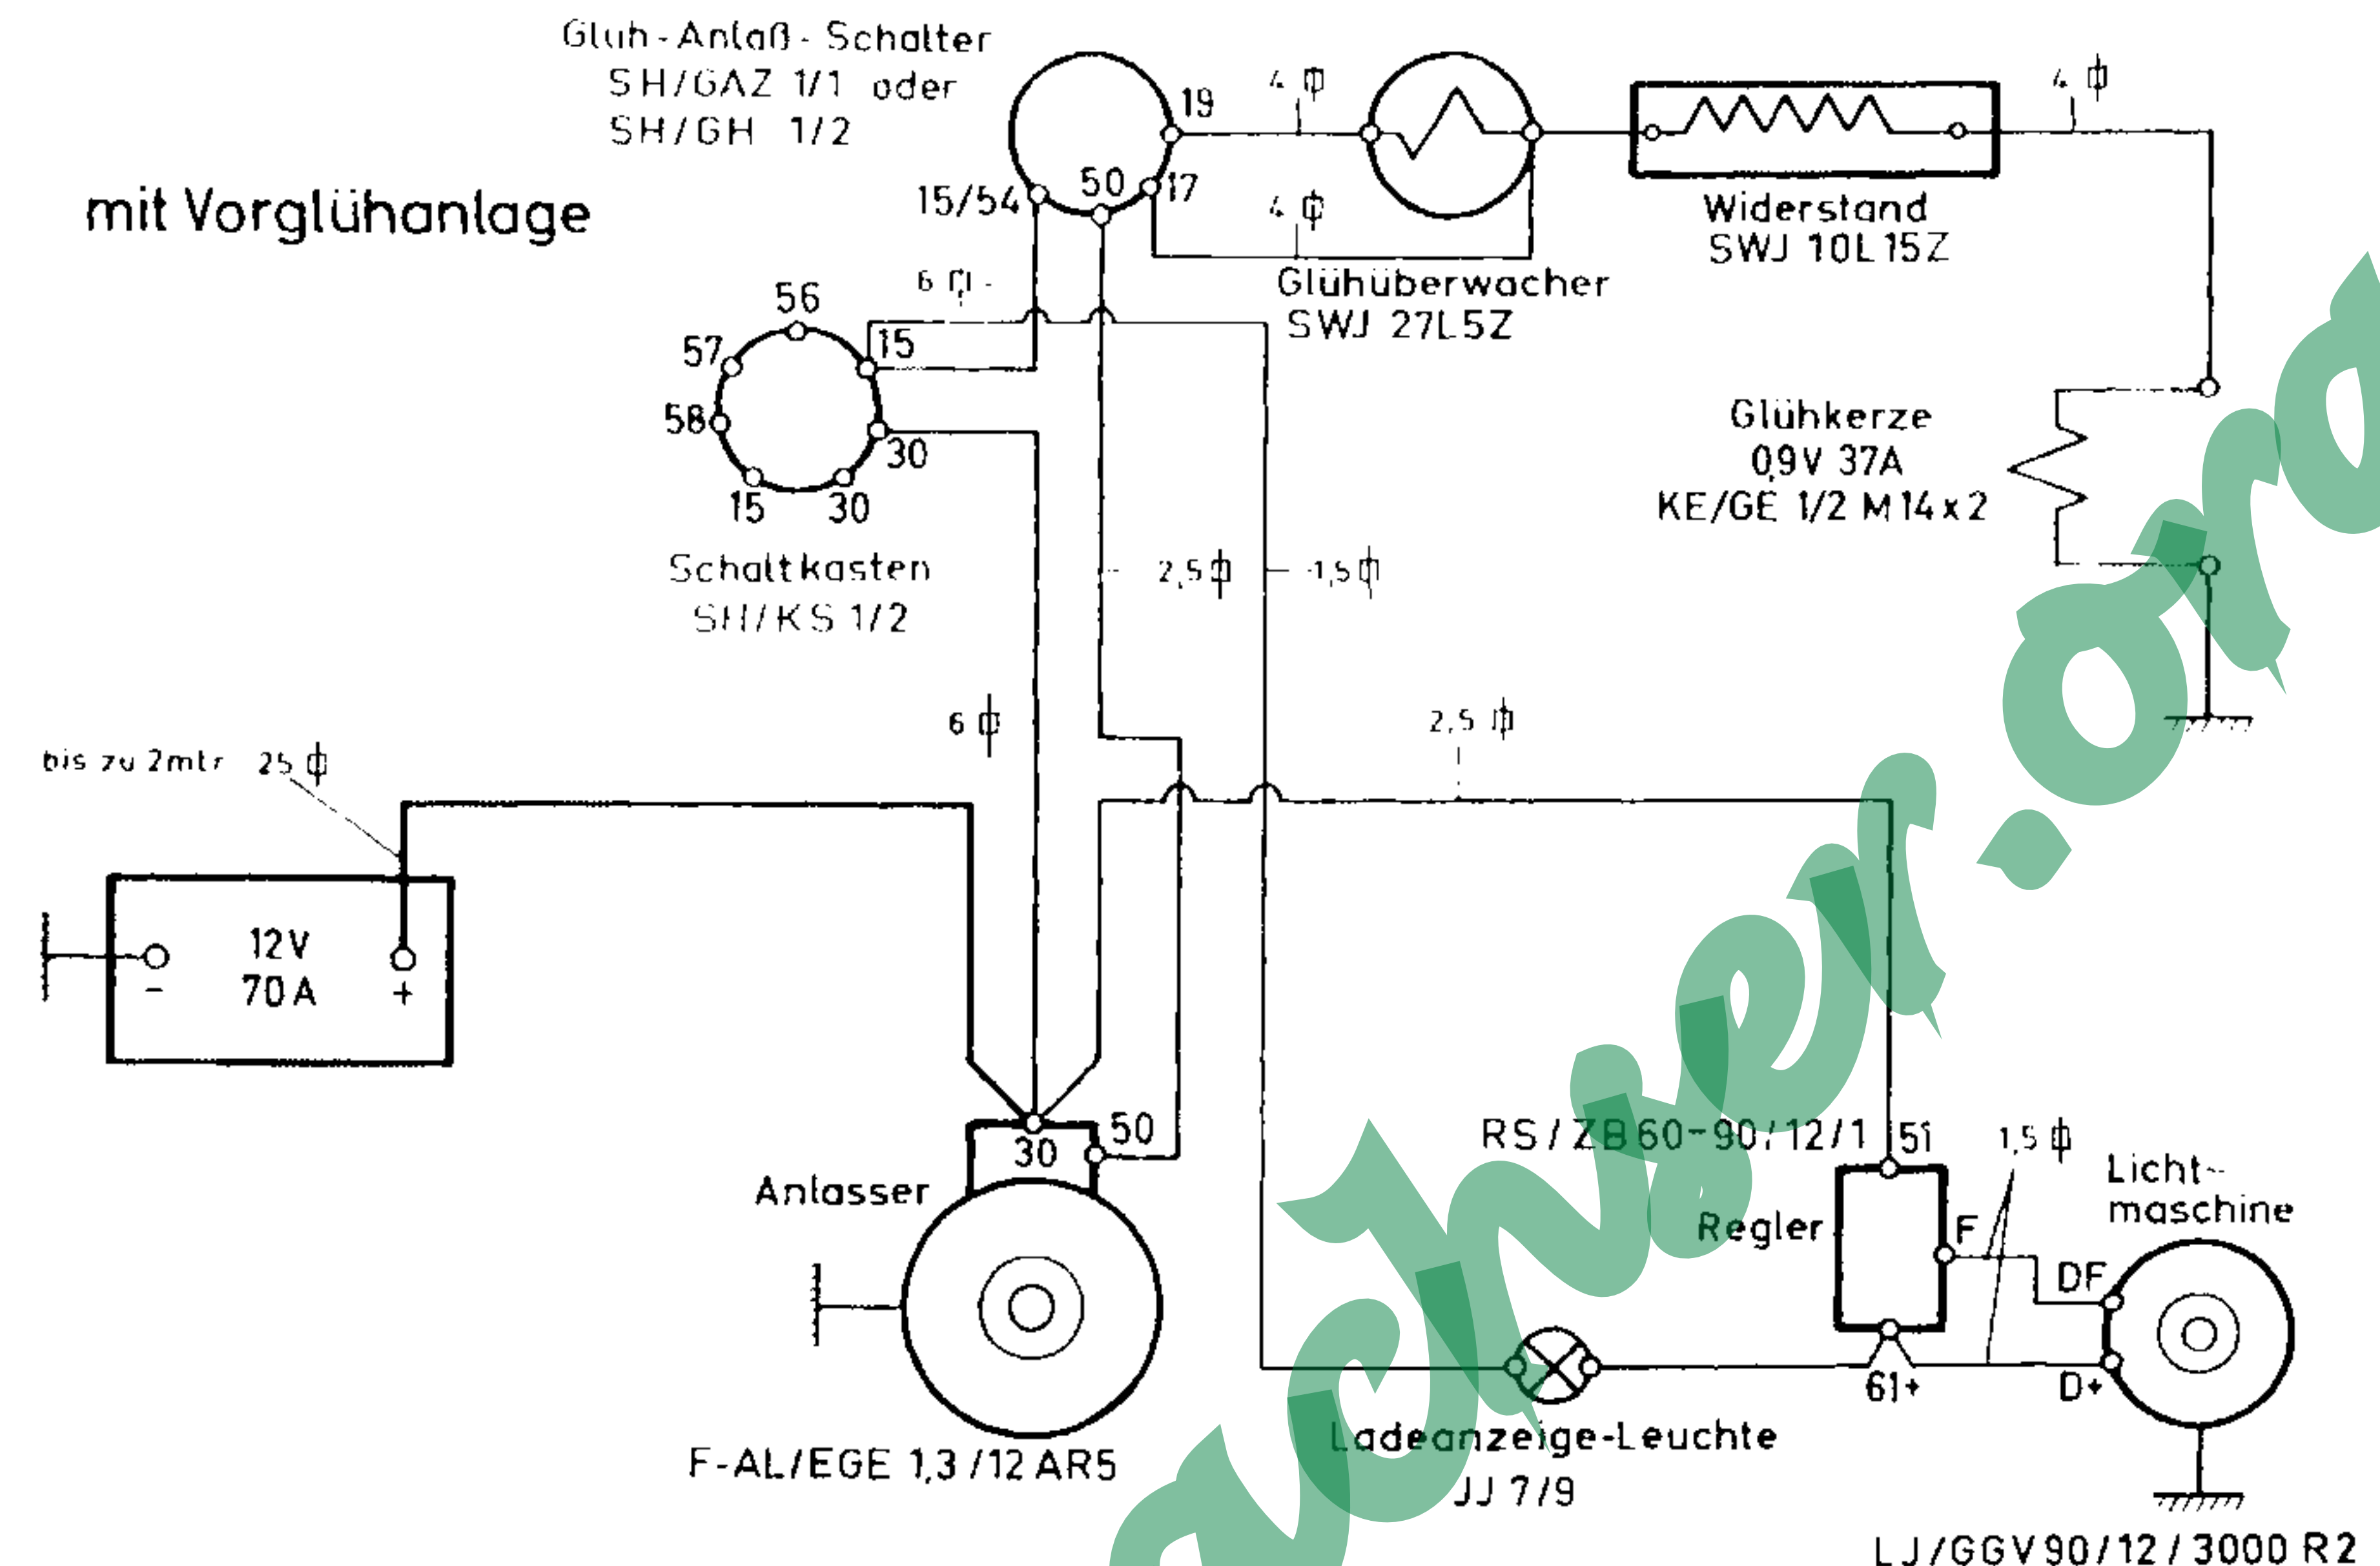 Glüh-Anlaß-Schalter
SH/GAZ 1/1 oder
SH/GH 1/2
mit Vorglühanlage
19
4
4
15/54
50
17
4
Widerstand
SWJ 10L15Z
Glühüberwacher
SWJ 27L5Z
6
56
57
15
58
30
15
30
Schaltkasten
SH/KS 1/2
Glühkerze
0,9V 37A
KE/GE 1/2 M14x2
2,5
1,5
6
2,5
bis zu 2mtr 25
12V
70A
-
+
30
50
Anlasser
F-AL/EGE 1,3/12 AR5
RS/ZB 60-90/12/1
51
1,5
Licht-
maschine
Regler
F
DF
61+
D+
Ladeanzeige-Leuchte
JJ 7/9
LJ/GGV90/12/3000 R2